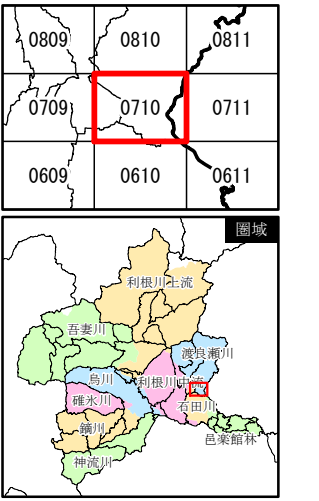 0809 0810 0811
0709 0710 0711
0609 0610 0611
圏域
利根川上流
吾妻川
渡良瀬川
烏川
利根川中流
碓氷川
石田川
鏑川
邑楽館林
神流川